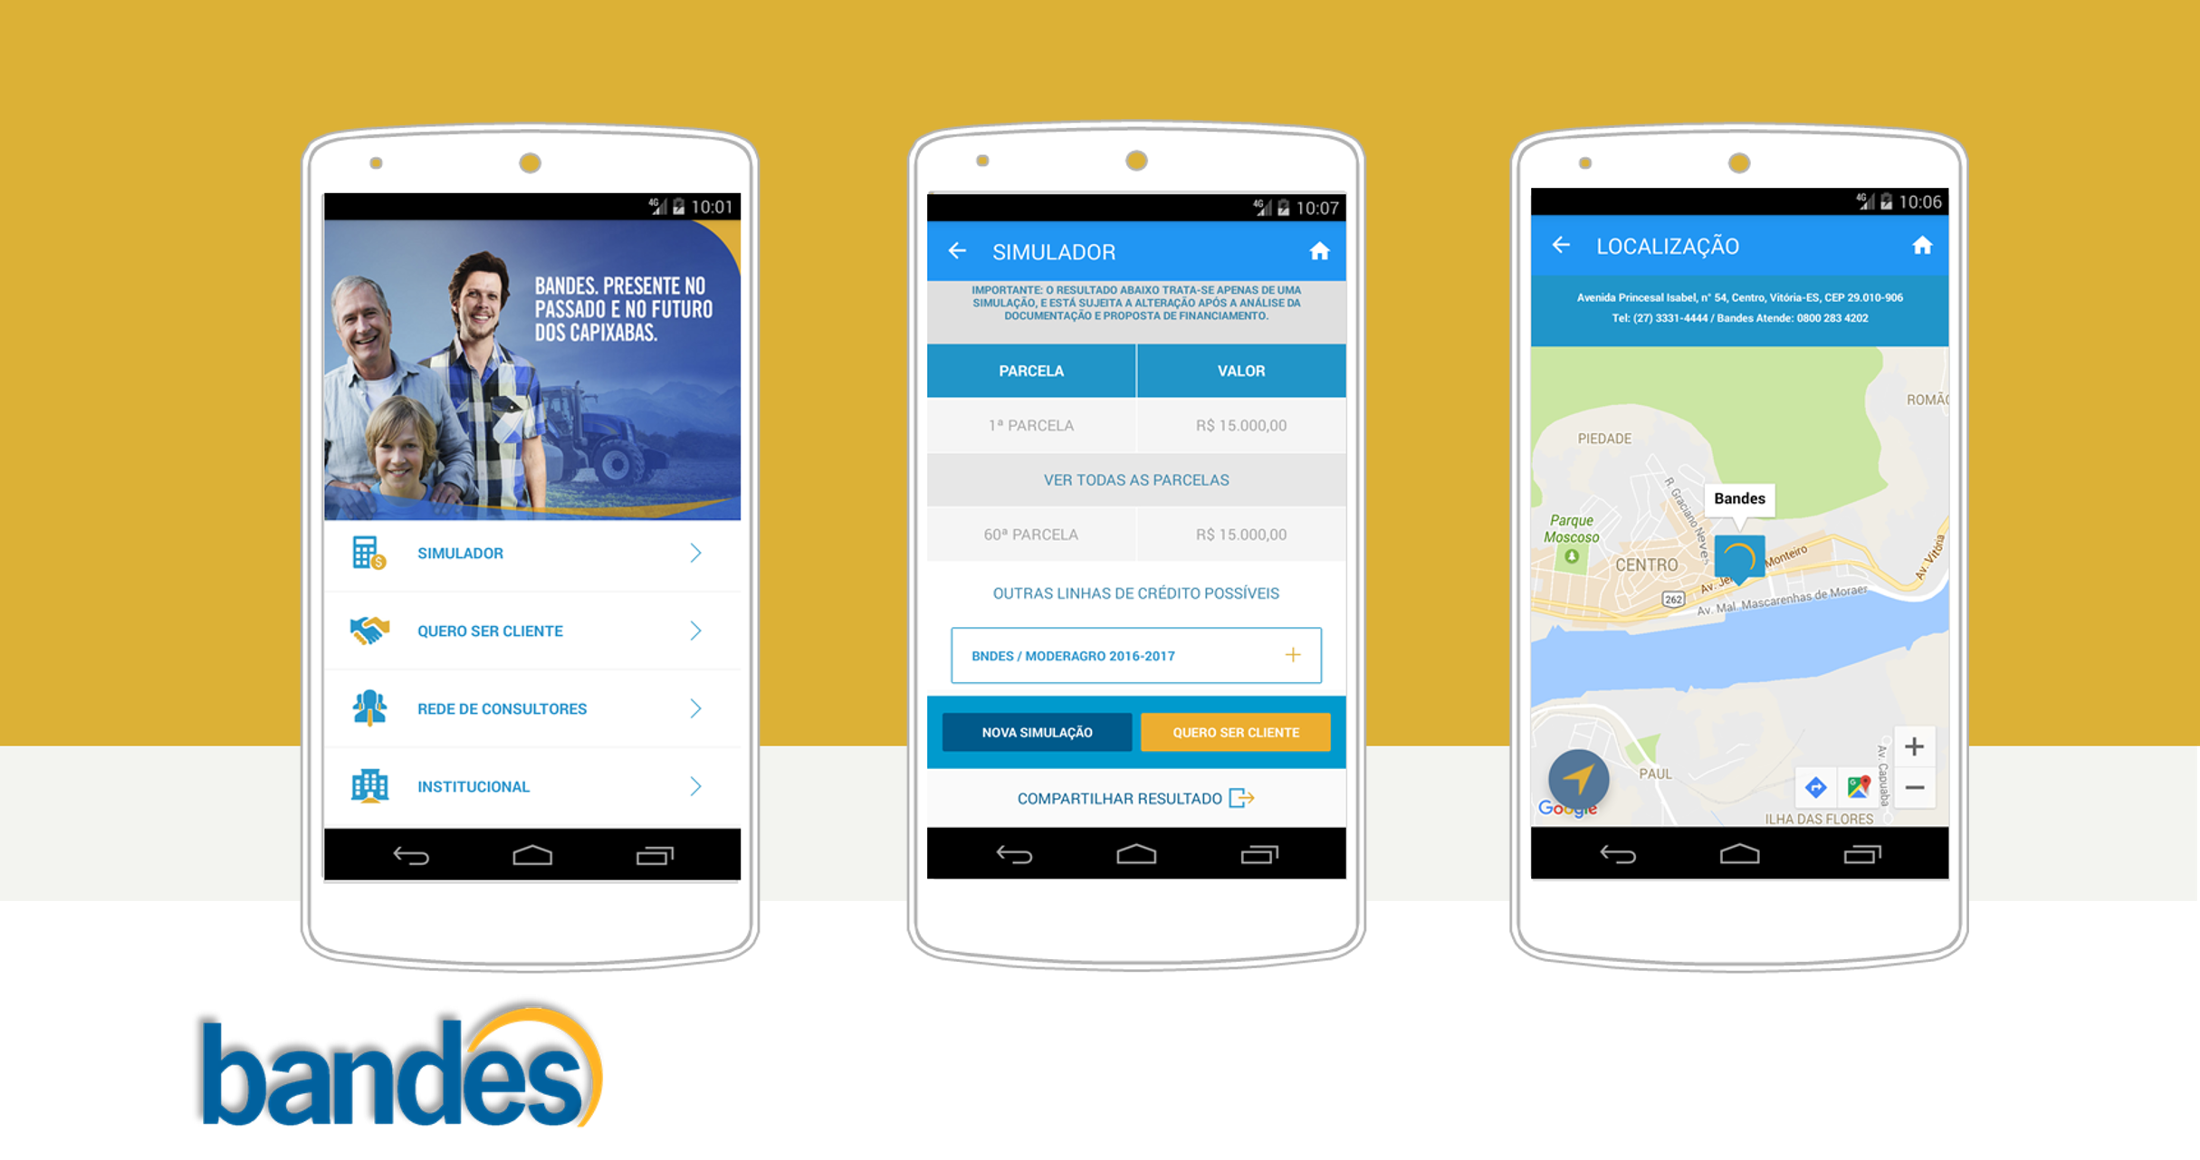 4G 10:01
BANDES. PRESENTE NO
PASSADO E NO FUTURO
DOS CAPIXABAS.
SIMULADOR
QUERO SER CLIENTE
REDE DE CONSULTORES
INSTITUCIONAL
4G 10:07
SIMULADOR
IMPORTANTE: O RESULTADO ABAIXO TRATA-SE APENAS DE UMA
SIMULAÇÃO, E ESTÁ SUJEITA A ALTERAÇÃO APÓS A ANÁLISE DA
DOCUMENTAÇÃO E PROPOSTA DE FINANCIAMENTO.
PARCELA VALOR
1ª PARCELA R$ 15.000,00
VER TODAS AS PARCELAS
60ª PARCELA R$ 15.000,00
OUTRAS LINHAS DE CRÉDITO POSSÍVEIS
BNDES / MODERAGRO 2016-2017
NOVA SIMULAÇÃO QUERO SER CLIENTE
COMPARTILHAR RESULTADO
4G 10:06
LOCALIZAÇÃO
Avenida Princesal Isabel, n° 54, Centro, Vitória-ES, CEP 29.010-906
Tel: (27) 3331-4444 / Bandes Atende: 0800 283 4202
ROMÃO
PIEDADE
R. Graciano Neves
Bandes
Parque
Moscoso
CENTRO
Av. Je Monteiro
Av. Vitória
262
Av. Mal. Mascarenhas de Moraer
PAUL
Av. Capuaba
Google
ILHA DAS FLORES
bandes